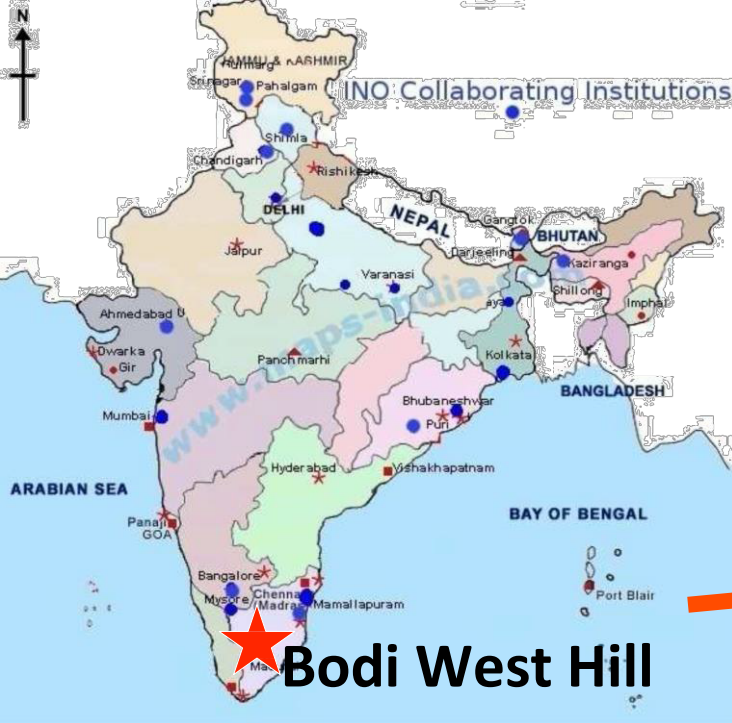 N
JAMMU & KASHMIR
Gulmarg
Srinagar
Pahalgam
INO Collaborating Institutions
Shimla
Chandigarh
Rishikesh
DELHI
NEPAL
Gangtok
BHUTAN
Jaipur
Darjeeling
Kaziranga
Varanasi
Shillong
Imphal
Ahmedabad
www.maps-india.com
Dwarka
Gir
Panchmarhi
Kolkata
BANGLADESH
Mumbai
Bhubaneshwar
Puri
Hyderabad
Vishakhapatnam
ARABIAN SEA
BAY OF BENGAL
Panaji
GOA
Bangalore
Mysore
Chenna
(Madras
Mamallapuram
Port Blair
Bodi West Hill